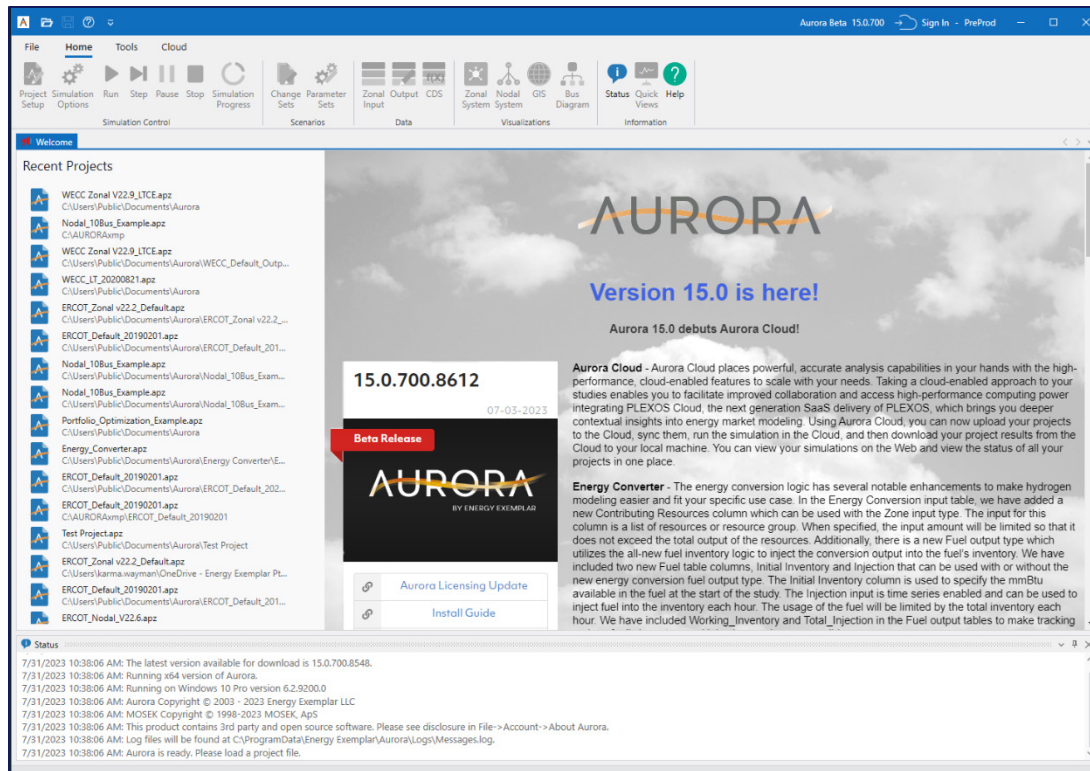 Aurora Beta 15.0.700 Sign In - PreProd
File Home Tools Cloud
Project Setup
Simulation Options
Run
Step
Pause
Stop
Simulation Progress
Change Sets
Parameter Sets
Zonal Input
Output
CDS
Zonal System
Nodal System
GIS
Bus Diagram
Status
Quick Views
Help
Simulation Control
Scenarios
Data
Visualizations
Information
Welcome
Recent Projects
WECC Zonal V22.9_LTCE.apz
C:\Users\Public\Documents\Aurora
Nodal_10Bus_Example.apz
C:\AURORAxmp
WECC Zonal V22.9_LTCE.apz
C:\Users\Public\Documents\Aurora\WECC_Default_Outp...
WECC_LT_20200821.apz
C:\Users\Public\Documents\Aurora
ERCOT_Zonal v22.2_Default.apz
C:\Users\Public\Documents\Aurora\ERCOT_Zonal v22.2_...
ERCOT_Default_20190201.apz
C:\Users\Public\Documents\Aurora\ERCOT_Default_201...
Nodal_10Bus_Example.apz
C:\Users\Public\Documents\Aurora\Nodal_10Bus_Exam...
Nodal_10Bus_Example.apz
C:\Users\Public\Documents\Aurora\Nodal_10Bus_Exam...
Portfolio_Optimization_Example.apz
C:\Users\Public\Documents\Aurora
Energy_Converter.apz
C:\Users\Public\Documents\Aurora\Energy Converter\E...
ERCOT_Default_20190201.apz
C:\Users\Public\Documents\Aurora\ERCOT_Default_202...
ERCOT_Default_20190201.apz
C:\AURORAxmp\ERCOT_Default_20190201
Test Project.apz
C:\Users\Public\Documents\Aurora\Test Project
ERCOT_Zonal v22.2_Default.apz
C:\Users\karma.wayman\OneDrive - Energy Exemplar Pt...
ERCOT_Default_20190201.apz
C:\Users\Public\Documents\Aurora\ERCOT_Default_201...
ERCOT_Nodal_V22.6.apz
AURORA
Version 15.0 is here!
Aurora 15.0 debuts Aurora Cloud!
15.0.700.8612
07-03-2023
Beta Release
AURORA
BY ENERGY EXEMPLAR
Aurora Licensing Update
Install Guide
Aurora Cloud - Aurora Cloud places powerful, accurate analysis capabilities in your hands with the high-
performance, cloud-enabled features to scale with your needs. Taking a cloud-enabled approach to your
studies enables you to facilitate improved collaboration and access high-performance computing power
integrating PLEXOS Cloud, the next generation SaaS delivery of PLEXOS, which brings you deeper
contextual insights into energy market modeling. Using Aurora Cloud, you can now upload your projects
to the Cloud, sync them, run the simulation in the Cloud, and then download your project results from the
Cloud to your local machine. You can view your simulations on the Web and view the status of all your
projects in one place.
Energy Converter - The energy conversion logic has several notable enhancements to make hydrogen
modeling easier and fit your specific use case. In the Energy Conversion input table, we have added a
new Contributing Resources column which can be used with the Zone input type. The input for this
column is a list of resources or resource group. When specified, the input amount will be limited so that it
does not exceed the total output of the resources. Additionally, there is a new Fuel output type which
utilizes the all-new fuel inventory logic to inject the conversion output into the fuel's inventory. We have
included two new Fuel table columns, Initial Inventory and Injection that can be used with or without the
new energy conversion fuel output type. The Initial Inventory column is used to specify the mmBtu
available in the fuel at the start of the study. The Injection input is time series enabled and can be used to
inject fuel into the inventory each hour. The usage of the fuel will be limited by the total inventory each
hour. We have included Working_Inventory and Total_Injection in the Fuel output tables to make tracking
Status
7/31/2023 10:38:06 AM: The latest version available for download is 15.0.700.8548.
7/31/2023 10:38:06 AM: Running x64 version of Aurora.
7/31/2023 10:38:06 AM: Running on Windows 10 Pro version 6.2.9200.0
7/31/2023 10:38:06 AM: Aurora Copyright © 2003 - 2023 Energy Exemplar LLC
7/31/2023 10:38:06 AM: MOSEK Copyright © 1998-2023 MOSEK, ApS
7/31/2023 10:38:06 AM: This product contains 3rd party and open source software. Please see disclosure in File->Account->About Aurora.
7/31/2023 10:38:06 AM: Log files will be found at C:\ProgramData\Energy Exemplar\Aurora\Logs\Messages.log.
7/31/2023 10:38:06 AM: Aurora is ready. Please load a project file.